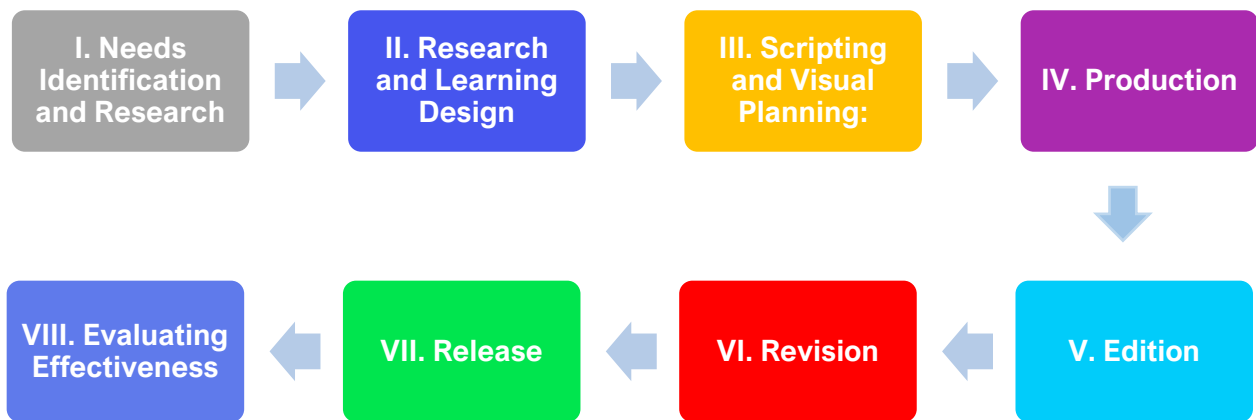 I. Needs
Identification
and Research
II. Research
and Learning
Design
III. Scripting
and Visual
Planning:
IV. Production
V. Edition
VI. Revision
VII. Release
VIII. Evaluating
Effectiveness